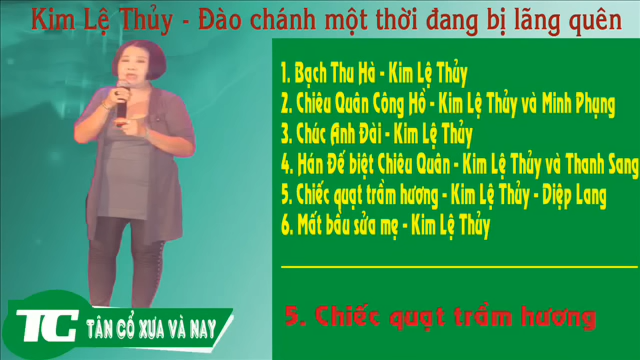 Kim Lệ Thủy - Đào chánh một thời đang bị lãng quên
1. Bạch Thu Hà - Kim Lệ Thủy
2. Chiêu Quân Cống Hồ - Kim Lệ Thủy và Minh Phụng
3. Chúc Anh Đài - Kim Lệ Thủy
4. Hán Đế biệt Chiêu Quân - Kim Lệ Thủy và Thanh Sang
5. Chiếc quạt trầm hương - Kim Lệ Thủy - Diệp Lang
6. Mất bầu sửa mẹ - Kim Lệ Thủy
5. Chiếc quạt trầm hương
TC TÂN CỔ XƯA VÀ NAY